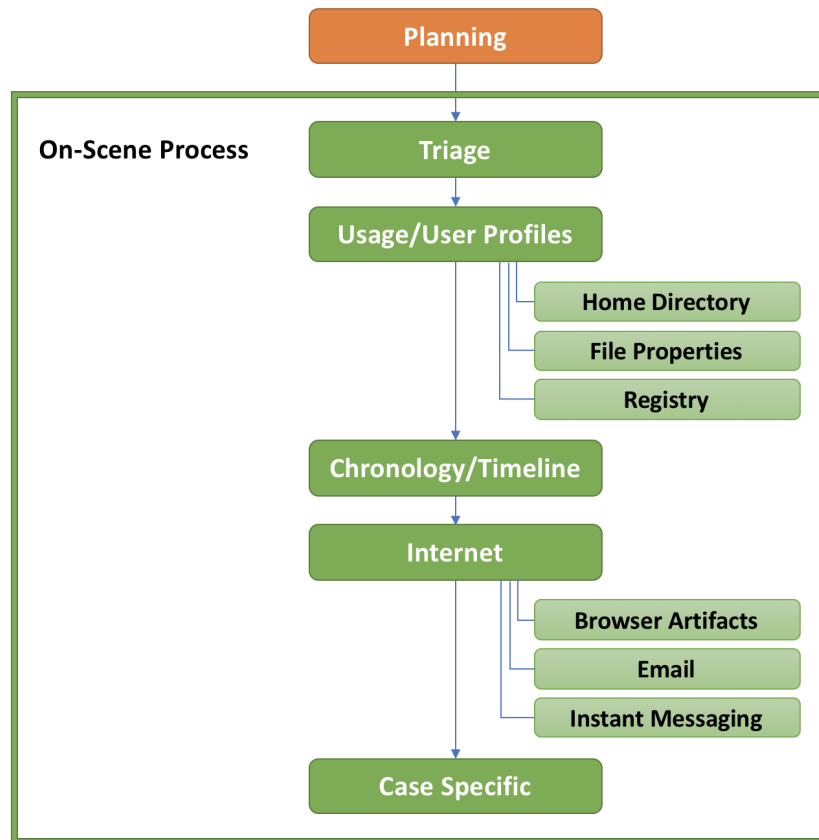 Planning
On-Scene Process
Triage
Usage/User Profiles
Home Directory
File Properties
Registry
Chronology/Timeline
Internet
Browser Artifacts
Email
Instant Messaging
Case Specific